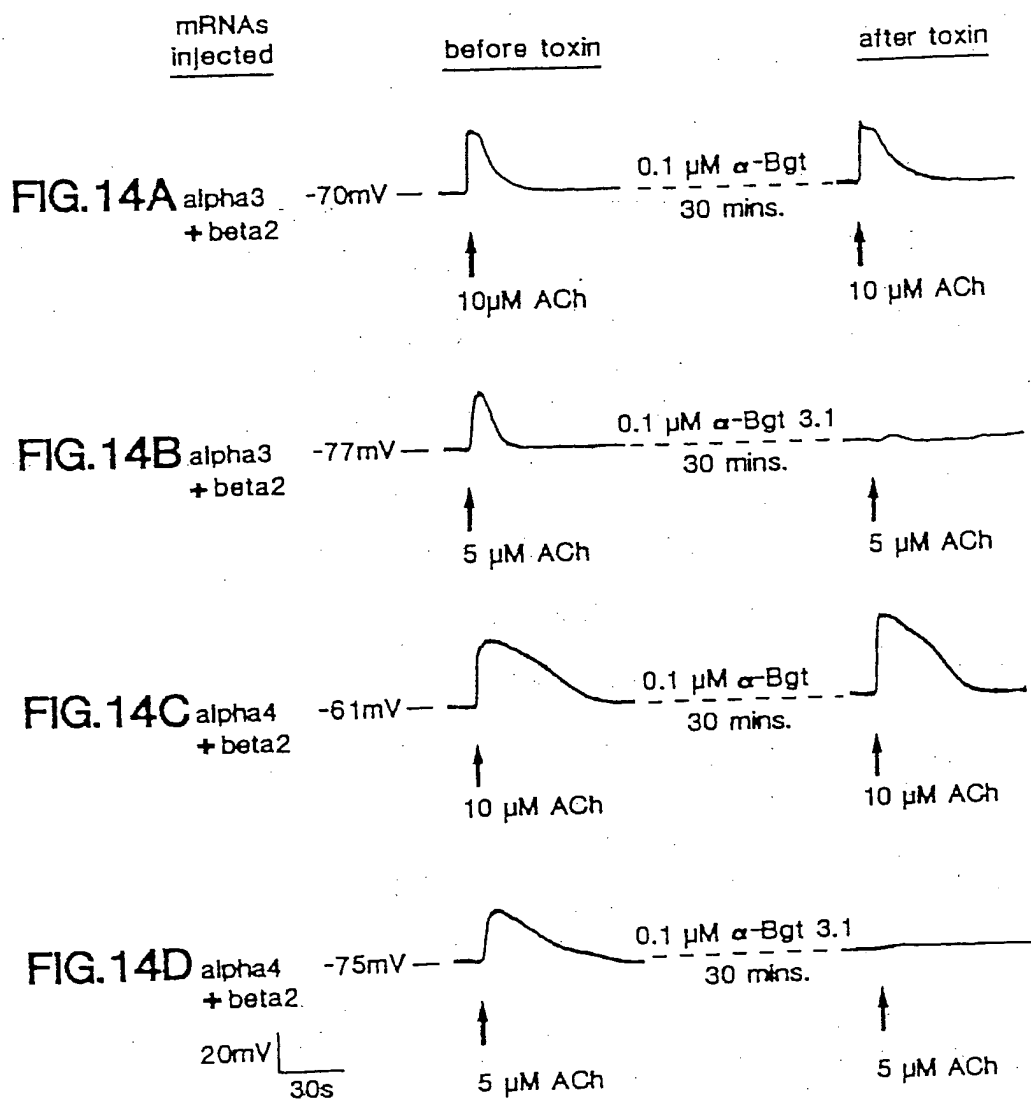 mRNAs
injected
before toxin
after toxin
FIG.14A alpha3
+ beta2
-70mV
0.1 µM α-Bgt
30 mins.
10µM ACh
10 µM ACh
FIG.14B alpha3
+ beta2
-77mV
0.1 µM α-Bgt 3.1
30 mins.
5 µM ACh
5 µM ACh
FIG.14C alpha4
+ beta2
-61mV
0.1 µM α-Bgt
30 mins.
10 µM ACh
10 µM ACh
FIG.14D alpha4
+ beta2
-75mV
0.1 µM α-Bgt 3.1
30 mins.
5 µM ACh
5 µM ACh
20mV
30s